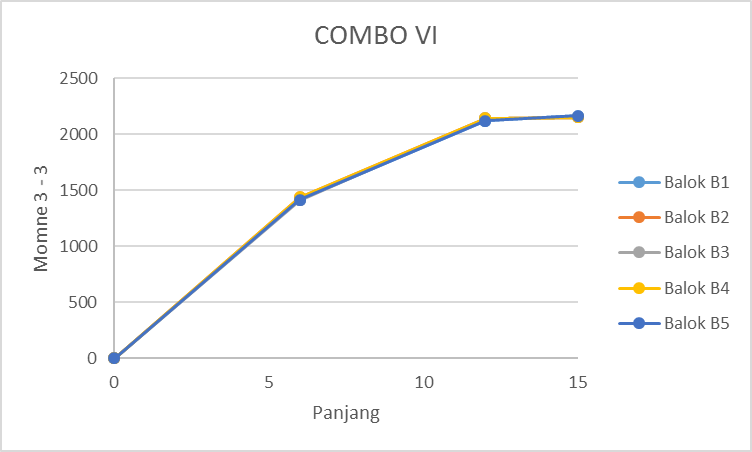 COMBO VI
2500
2000
1500
1000
500
0
Momne 3 - 3
0 5 10 15
Panjang
Balok B1
Balok B2
Balok B3
Balok B4
Balok B5